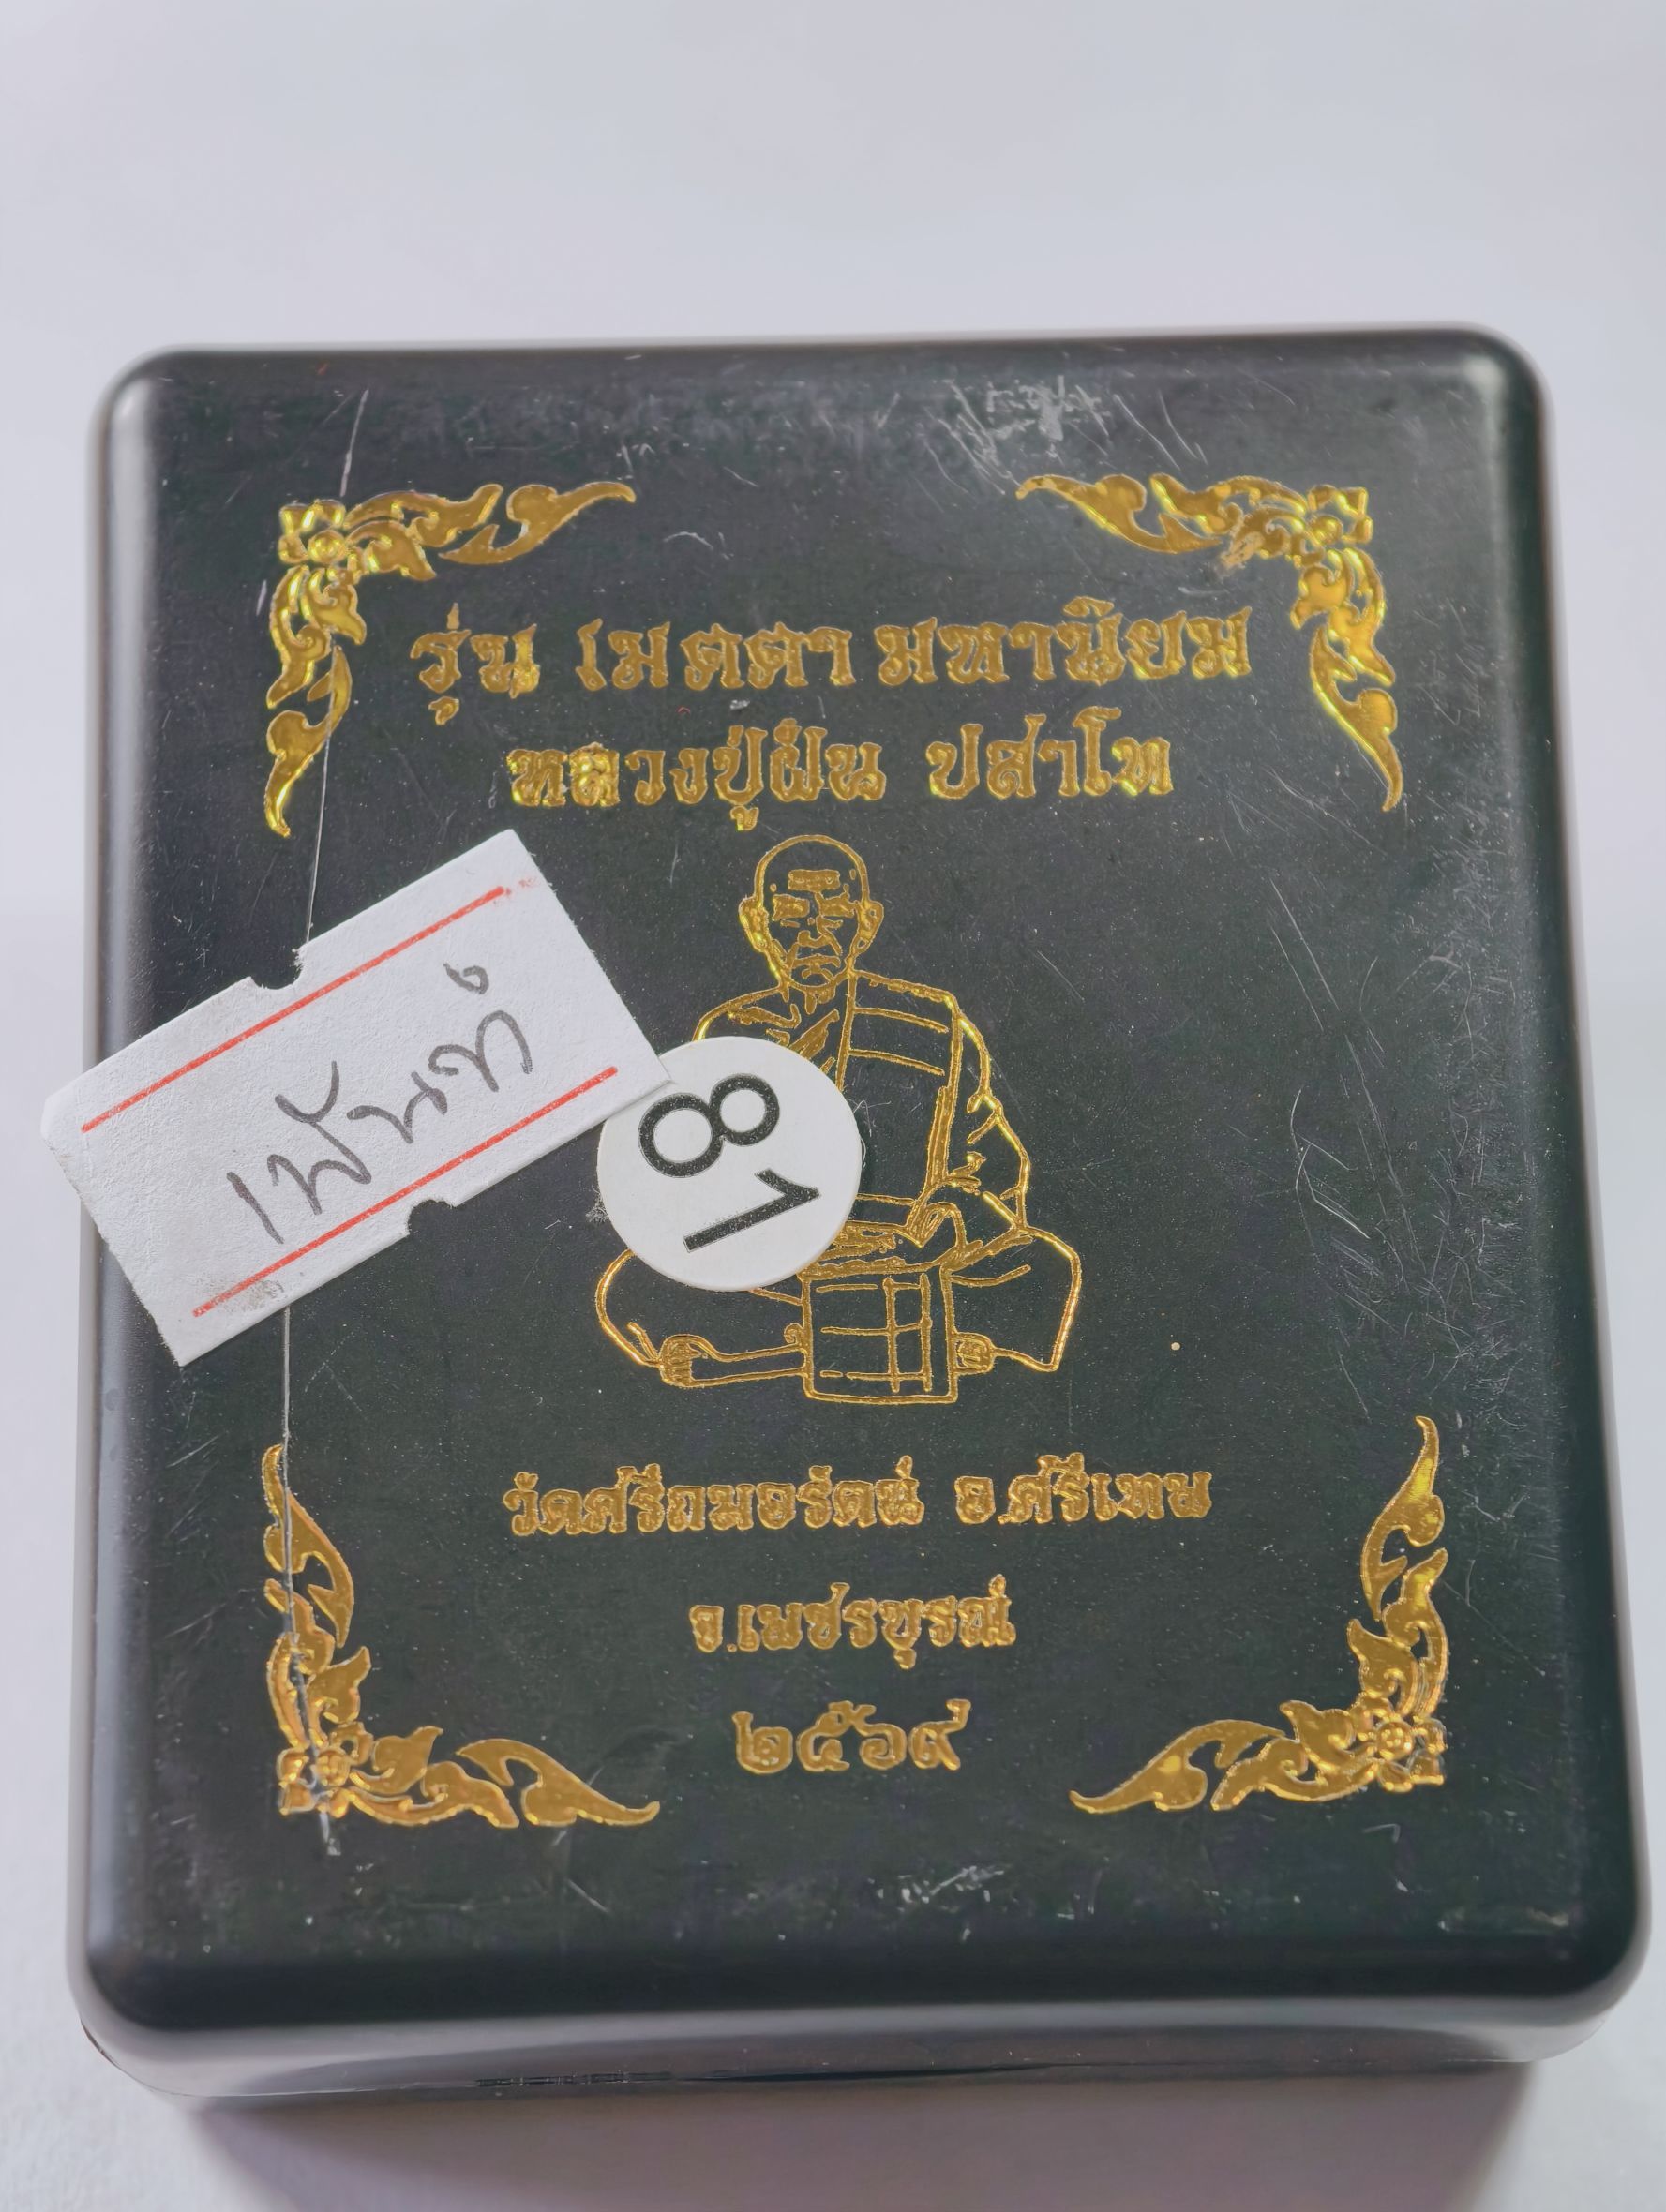 รุ่น เมตตา มหานิยม
หลวงปู่ฝั้น ปสาโท
เพ้นท์
81
วัดศรีถมอรัตน์ อ.ศรีเทพ
จ.เพชรบูรณ์
๒๕๖๙